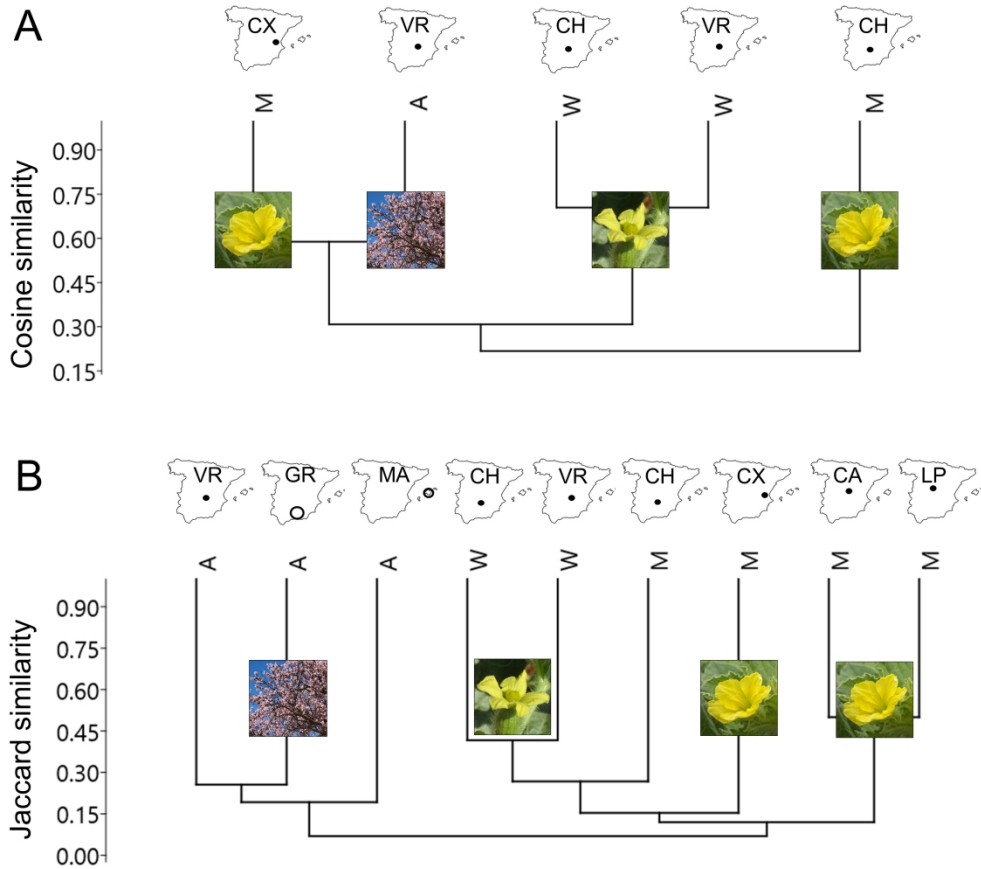 A
CX VR CH VR CH
M A W W M
Cosine similarity
0.90
0.75
0.60
0.45
0.30
0.15
B
VR GR MA CH VR CH CX CA LP
A A A W W M M M M
Jaccard similarity
0.90
0.75
0.60
0.45
0.30
0.15
0.00